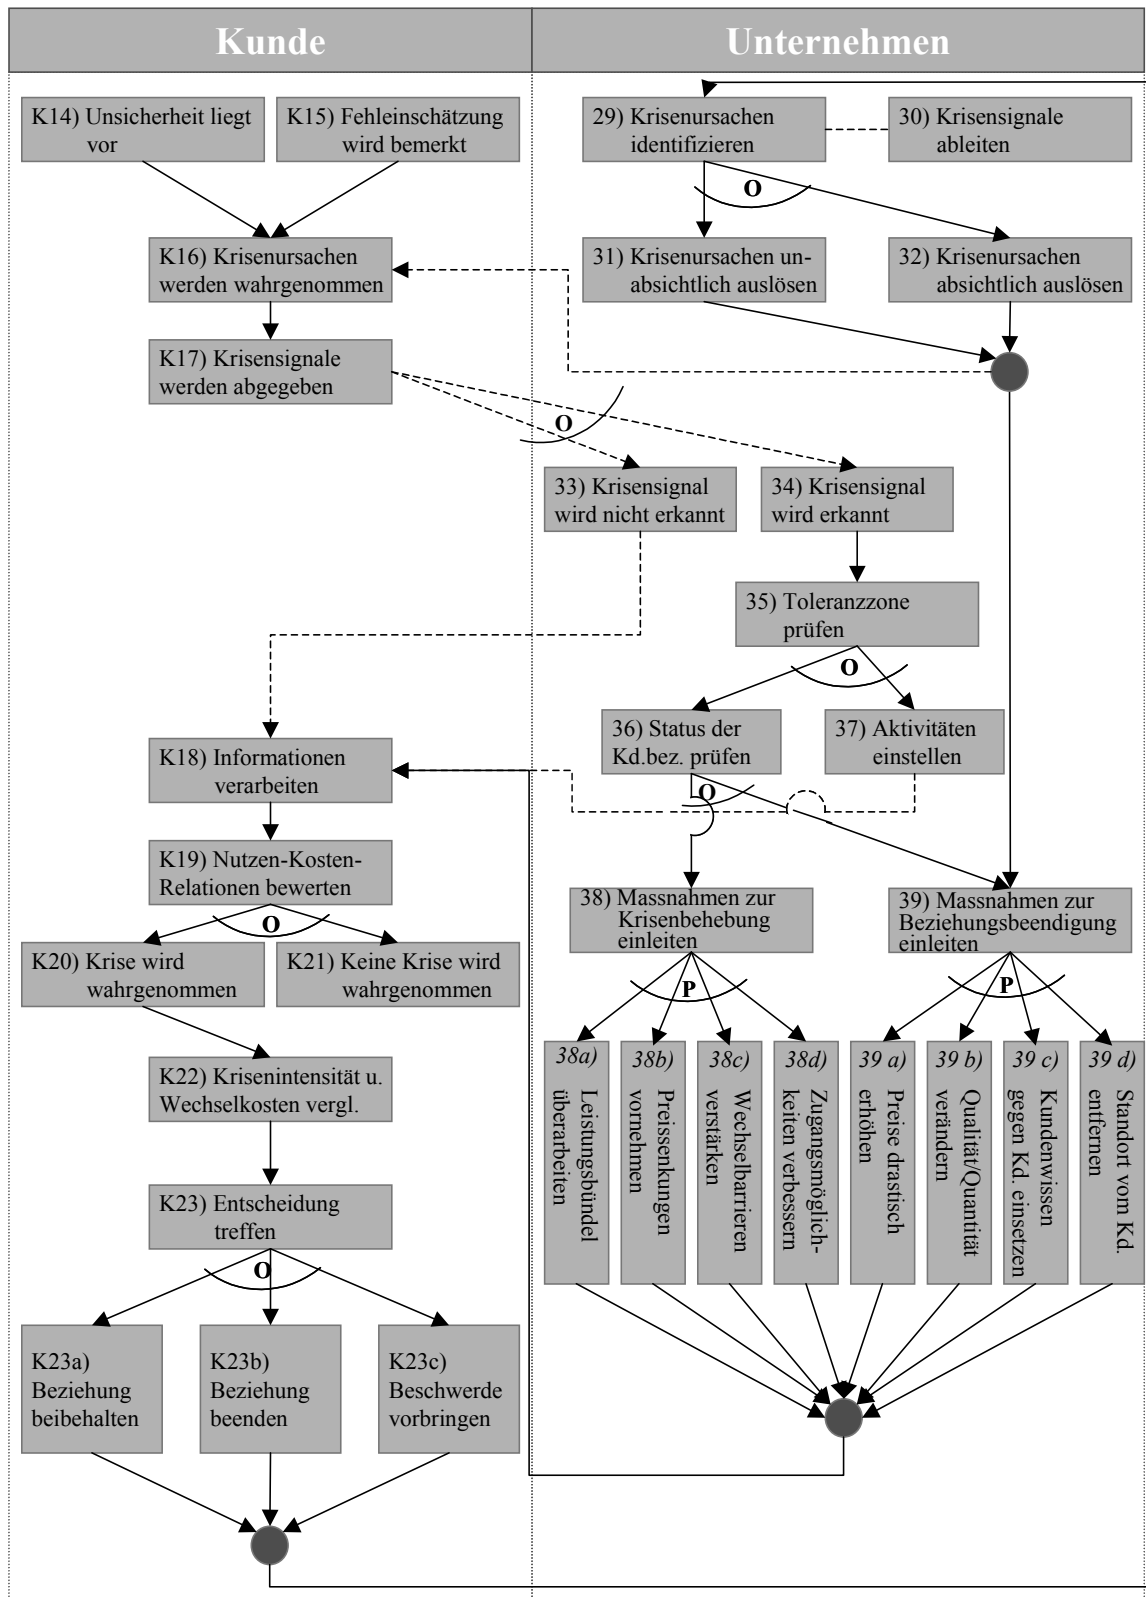 Kunde
Unternehmen
K14) Unsicherheit liegt
vor
K15) Fehleinschätzung
wird bemerkt
29) Krisenursachen
identifizieren
30) Krisensignale
ableiten
O
K16) Krisenursachen
werden wahrgenommen
31) Krisenursachen un-
absichtlich auslösen
32) Krisenursachen
absichtlich auslösen
K17) Krisensignale
werden abgegeben
O
33) Krisensignal
wird nicht erkannt
34) Krisensignal
wird erkannt
35) Toleranzzone
prüfen
O
36) Status der
Kd.bez. prüfen
37) Aktivitäten
einstellen
K18) Informationen
verarbeiten
O
K19) Nutzen-Kosten-
Relationen bewerten
O
38) Massnahmen zur
Krisenbehebung
einleiten
39) Massnahmen zur
Beziehungsbeendigung
einleiten
K20) Krise wird
wahrgenommen
K21) Keine Krise wird
wahrgenommen
P
P
K22) Krisenintensität u.
Wechselkosten vergl.
38a)
Leistungsbündel
überarbeiten
38b)
Preissenkungen
vornehmen
38c)
Wechselbarrieren
verstärken
38d)
Zugangsmöglich-
keiten verbessern
39 a)
Preise drastisch
erhöhen
39 b)
Qualität/Quantität
verändern
39 c)
Kundenwissen
gegen Kd. einsetzen
39 d)
Standort vom Kd.
entfernen
K23) Entscheidung
treffen
O
K23a)
Beziehung
beibehalten
K23b)
Beziehung
beenden
K23c)
Beschwerde
vorbringen